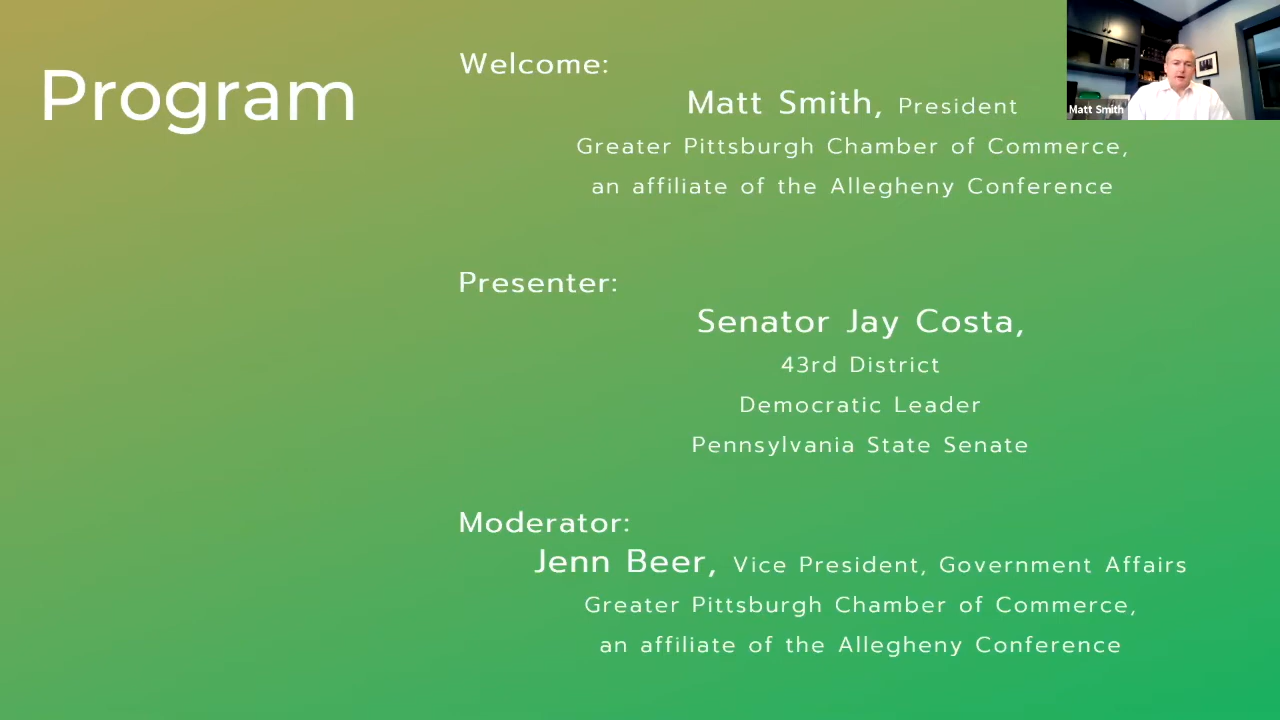 Program
Welcome:
Matt Smith, President
Greater Pittsburgh Chamber of Commerce,
an affiliate of the Allegheny Conference
Presenter:
Senator Jay Costa,
43rd District
Democratic Leader
Pennsylvania State Senate
Moderator:
Jenn Beer, Vice President, Government Affairs
Greater Pittsburgh Chamber of Commerce,
an affiliate of the Allegheny Conference
Matt Smith